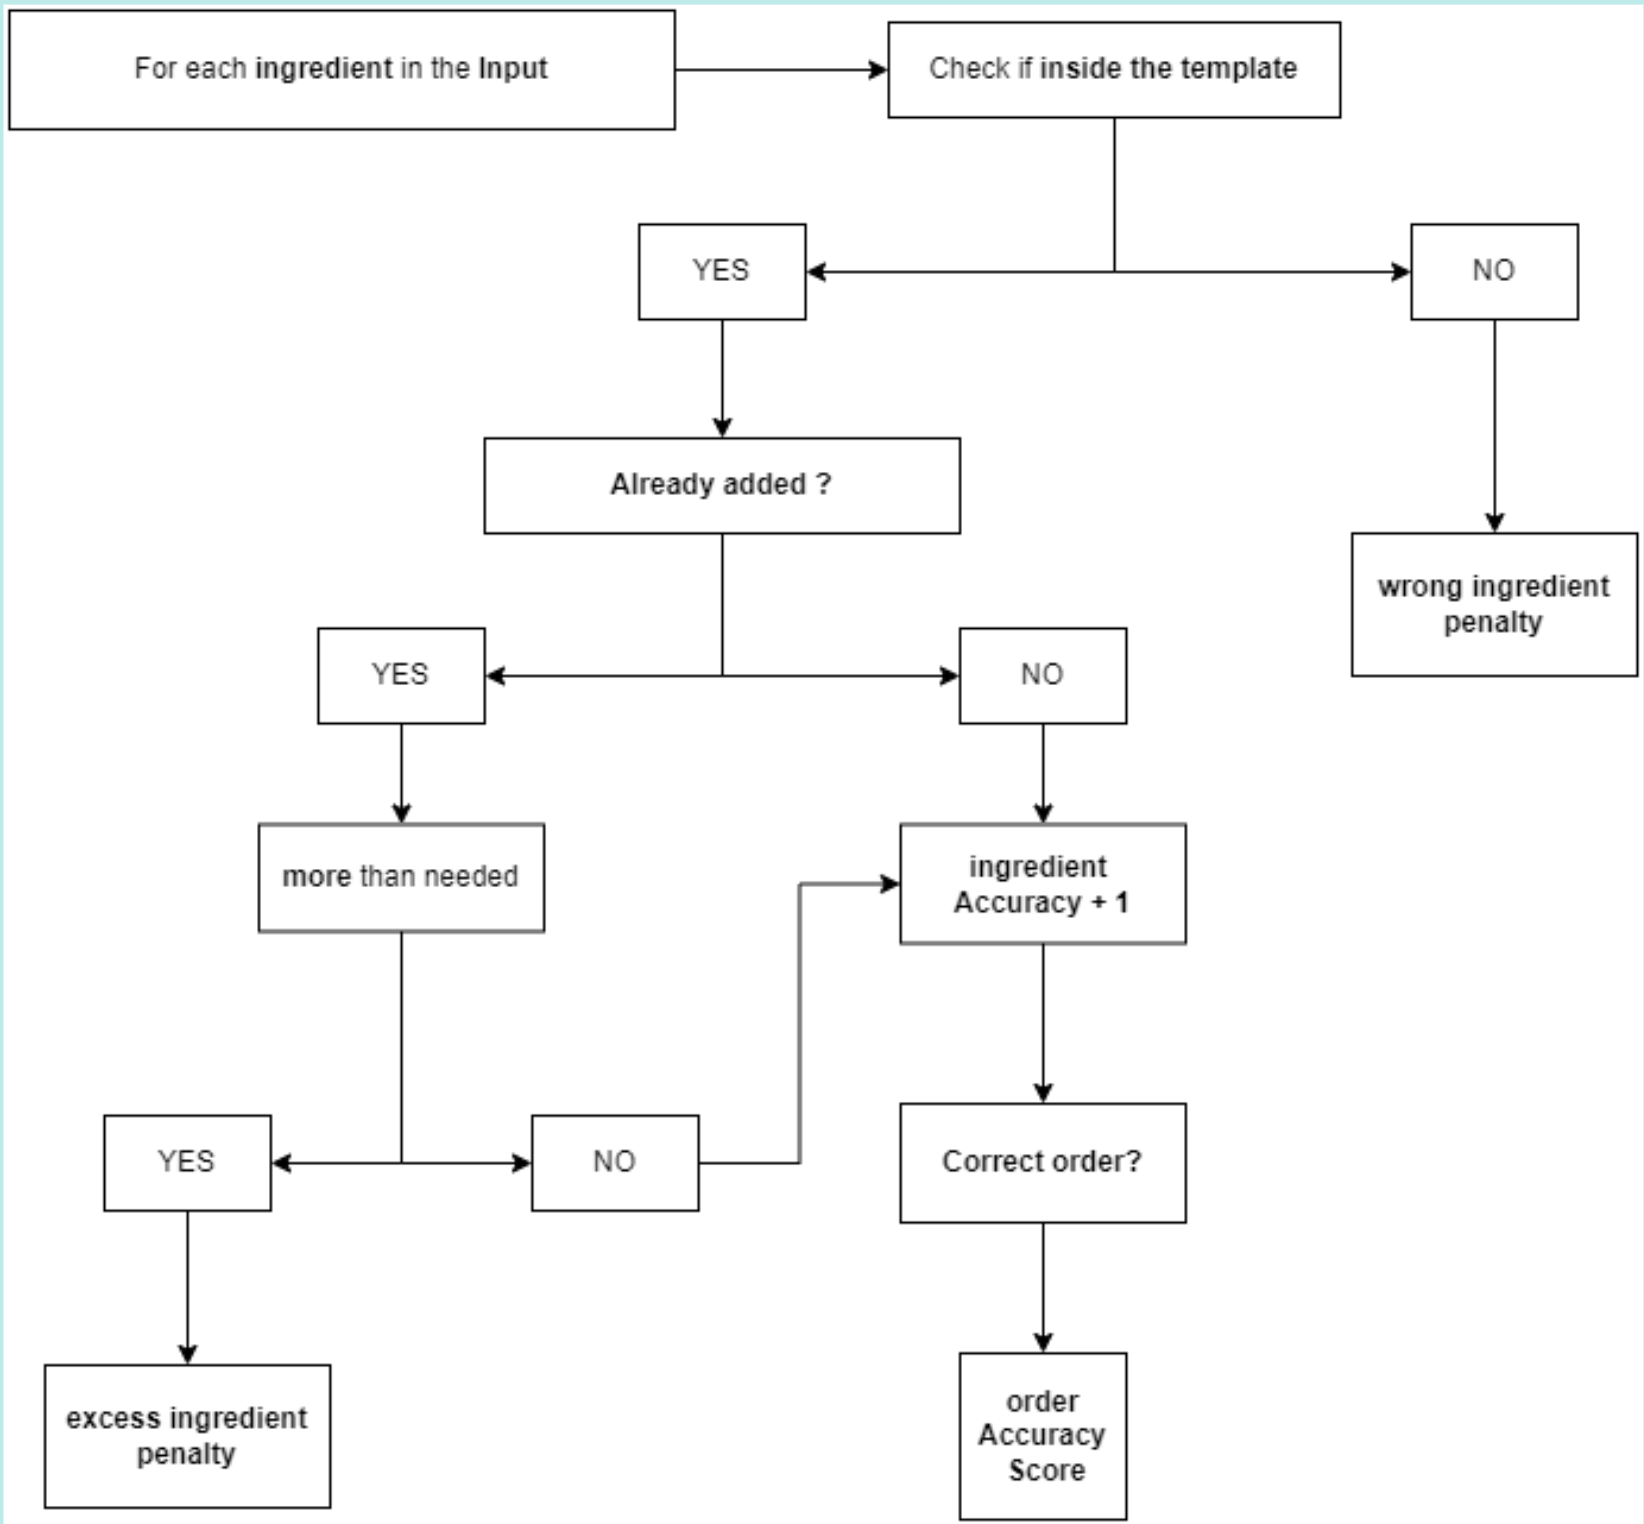 For each ingredient in the Input
Check if inside the template
YES
NO
Already added ?
wrong ingredient
penalty
YES
NO
more than needed
ingredient
Accuracy + 1
YES
NO
Correct order?
excess ingredient
penalty
order
Accuracy
Score